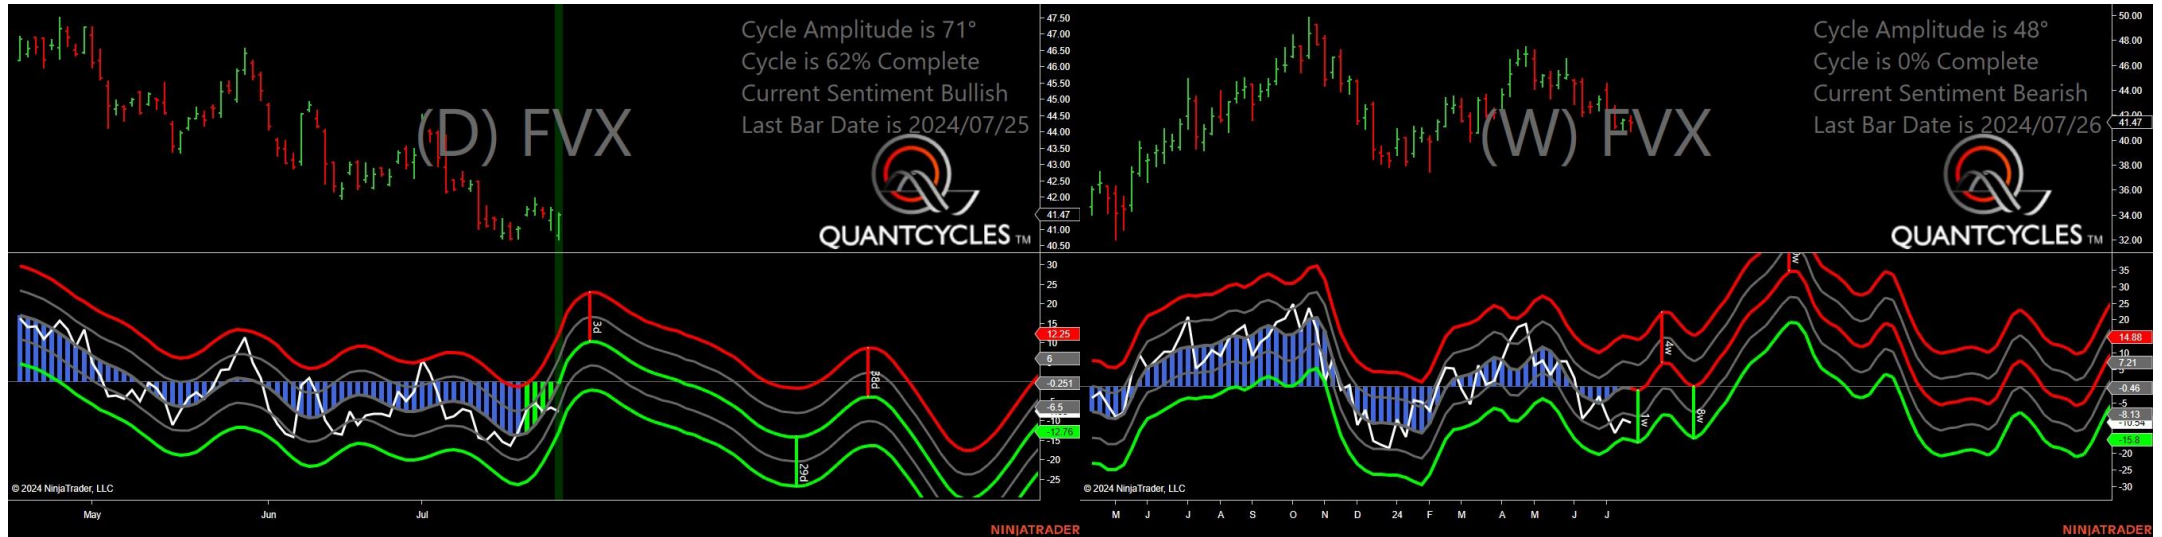 Cycle Amplitude is 71°
Cycle is 62% Complete
Current Sentiment Bullish
Last Bar Date is 2024/07/25
(D) FVX
QUANTCYCLES TM
47.50
47.00
46.50
46.00
45.50
45.00
44.50
44.00
43.50
43.00
42.50
42.00
41.47
41.00
40.50
30
25
20
15
12.25
10
6
-0.251
-6.5
-10
-12.76
-15
-20
-25
3d
29d
38d
© 2024 NinjaTrader, LLC
May
Jun
Jul
NINJATRADER
Cycle Amplitude is 48°
Cycle is 0% Complete
Current Sentiment Bearish
Last Bar Date is 2024/07/26
(W) FVX
QUANTCYCLES TM
50.00
48.00
46.00
44.00
41.47
40.00
38.00
36.00
34.00
32.00
35
30
25
20
14.88
10
7.21
-0.46
-5
-8.13
-10.54
-15.8
-20
-25
-30
1w
4w
8w
© 2024 NinjaTrader, LLC
M J J A S O N D 24 F M A M J J
NINJATRADER